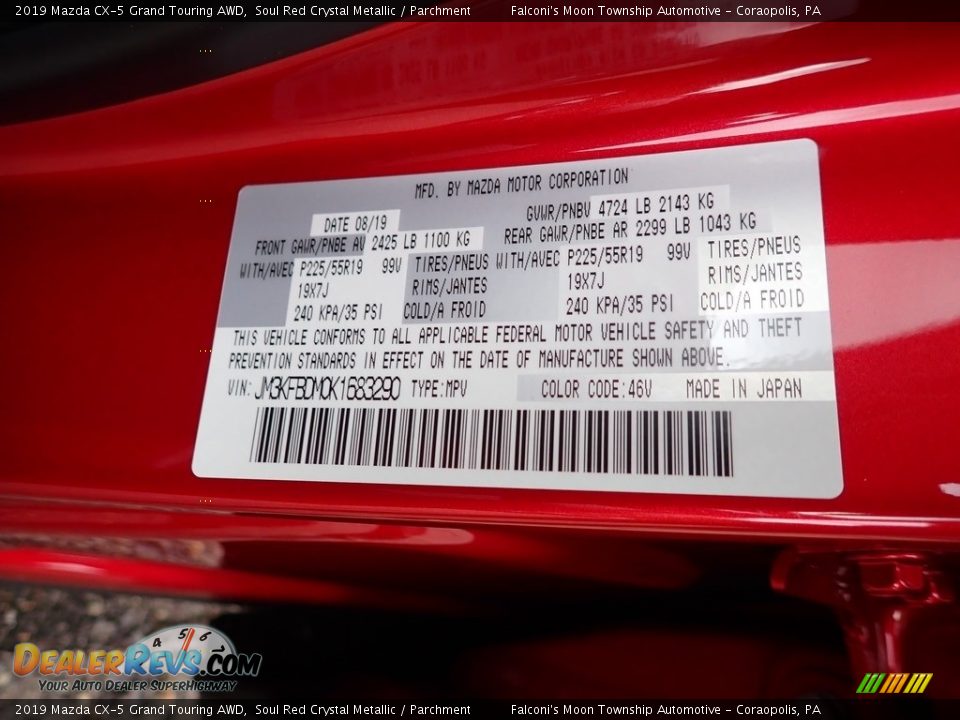 2019 Mazda CX-5 Grand Touring AWD,  Soul Red Crystal Metallic / Parchment    Falconi's Moon Township Automotive - Coraopolis, PA
MFD. BY MAZDA MOTOR CORPORATION
DATE 08/19    GVWR/PNBV 4724 LB 2143 KG
FRONT GAWR/PNBE AV 2425 LB 1100 KG    REAR GAWR/PNBE AR 2299 LB 1043 KG
WITH/AVEC P225/55R19 99V TIRES/PNEUS WITH/AVEC P225/55R19 99V TIRES/PNEUS
19X7J RIMS/JANTES 19X7J RIMS/JANTES
240 KPA/35 PSI COLD/A FROID 240 KPA/35 PSI COLD/A FROID
THIS VEHICLE CONFORMS TO ALL APPLICABLE FEDERAL MOTOR VEHICLE SAFETY AND THEFT
PREVENTION STANDARDS IN EFFECT ON THE DATE OF MANUFACTURE SHOWN ABOVE.
VIN: JM3KFBDM0K1683290 TYPE:MPV COLOR CODE:46V MADE IN JAPAN
4 5 6
DEALERREVS.COM
YOUR AUTO DEALER SUPERHIGHWAY
2019 Mazda CX-5 Grand Touring AWD,  Soul Red Crystal Metallic / Parchment    Falconi's Moon Township Automotive - Coraopolis, PA